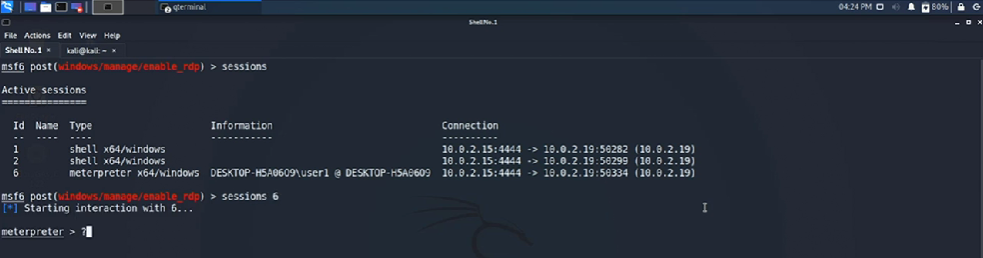 qterminal 04:24 PM 80%
Shell No. 1
File Actions Edit View Help
Shell No. 1 × kali@kali: ~ ×
msf6 post(windows/manage/enable_rdp) > sessions
Active sessions
===============
Id Name Type Information Connection
-- ---- ---- ----------- ----------
1 shell x64/windows 10.0.2.15:4444 -> 10.0.2.19:50282 (10.0.2.19)
2 shell x64/windows 10.0.2.15:4444 -> 10.0.2.19:50299 (10.0.2.19)
6 meterpreter x64/windows DESKTOP-H5A06O9\user1 @ DESKTOP-H5A06O9 10.0.2.15:4444 -> 10.0.2.19:50334 (10.0.2.19)
msf6 post(windows/manage/enable_rdp) > sessions 6
[*] Starting interaction with 6...
meterpreter > ?